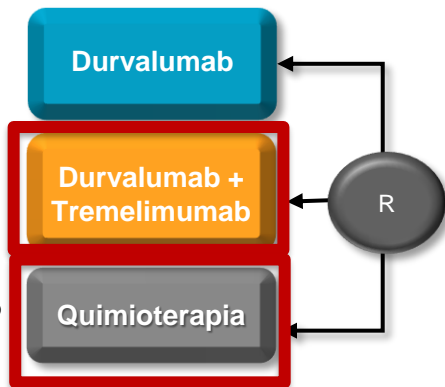 Durvalumab
Durvalumab +
Tremelimumab
R
Quimioterapia